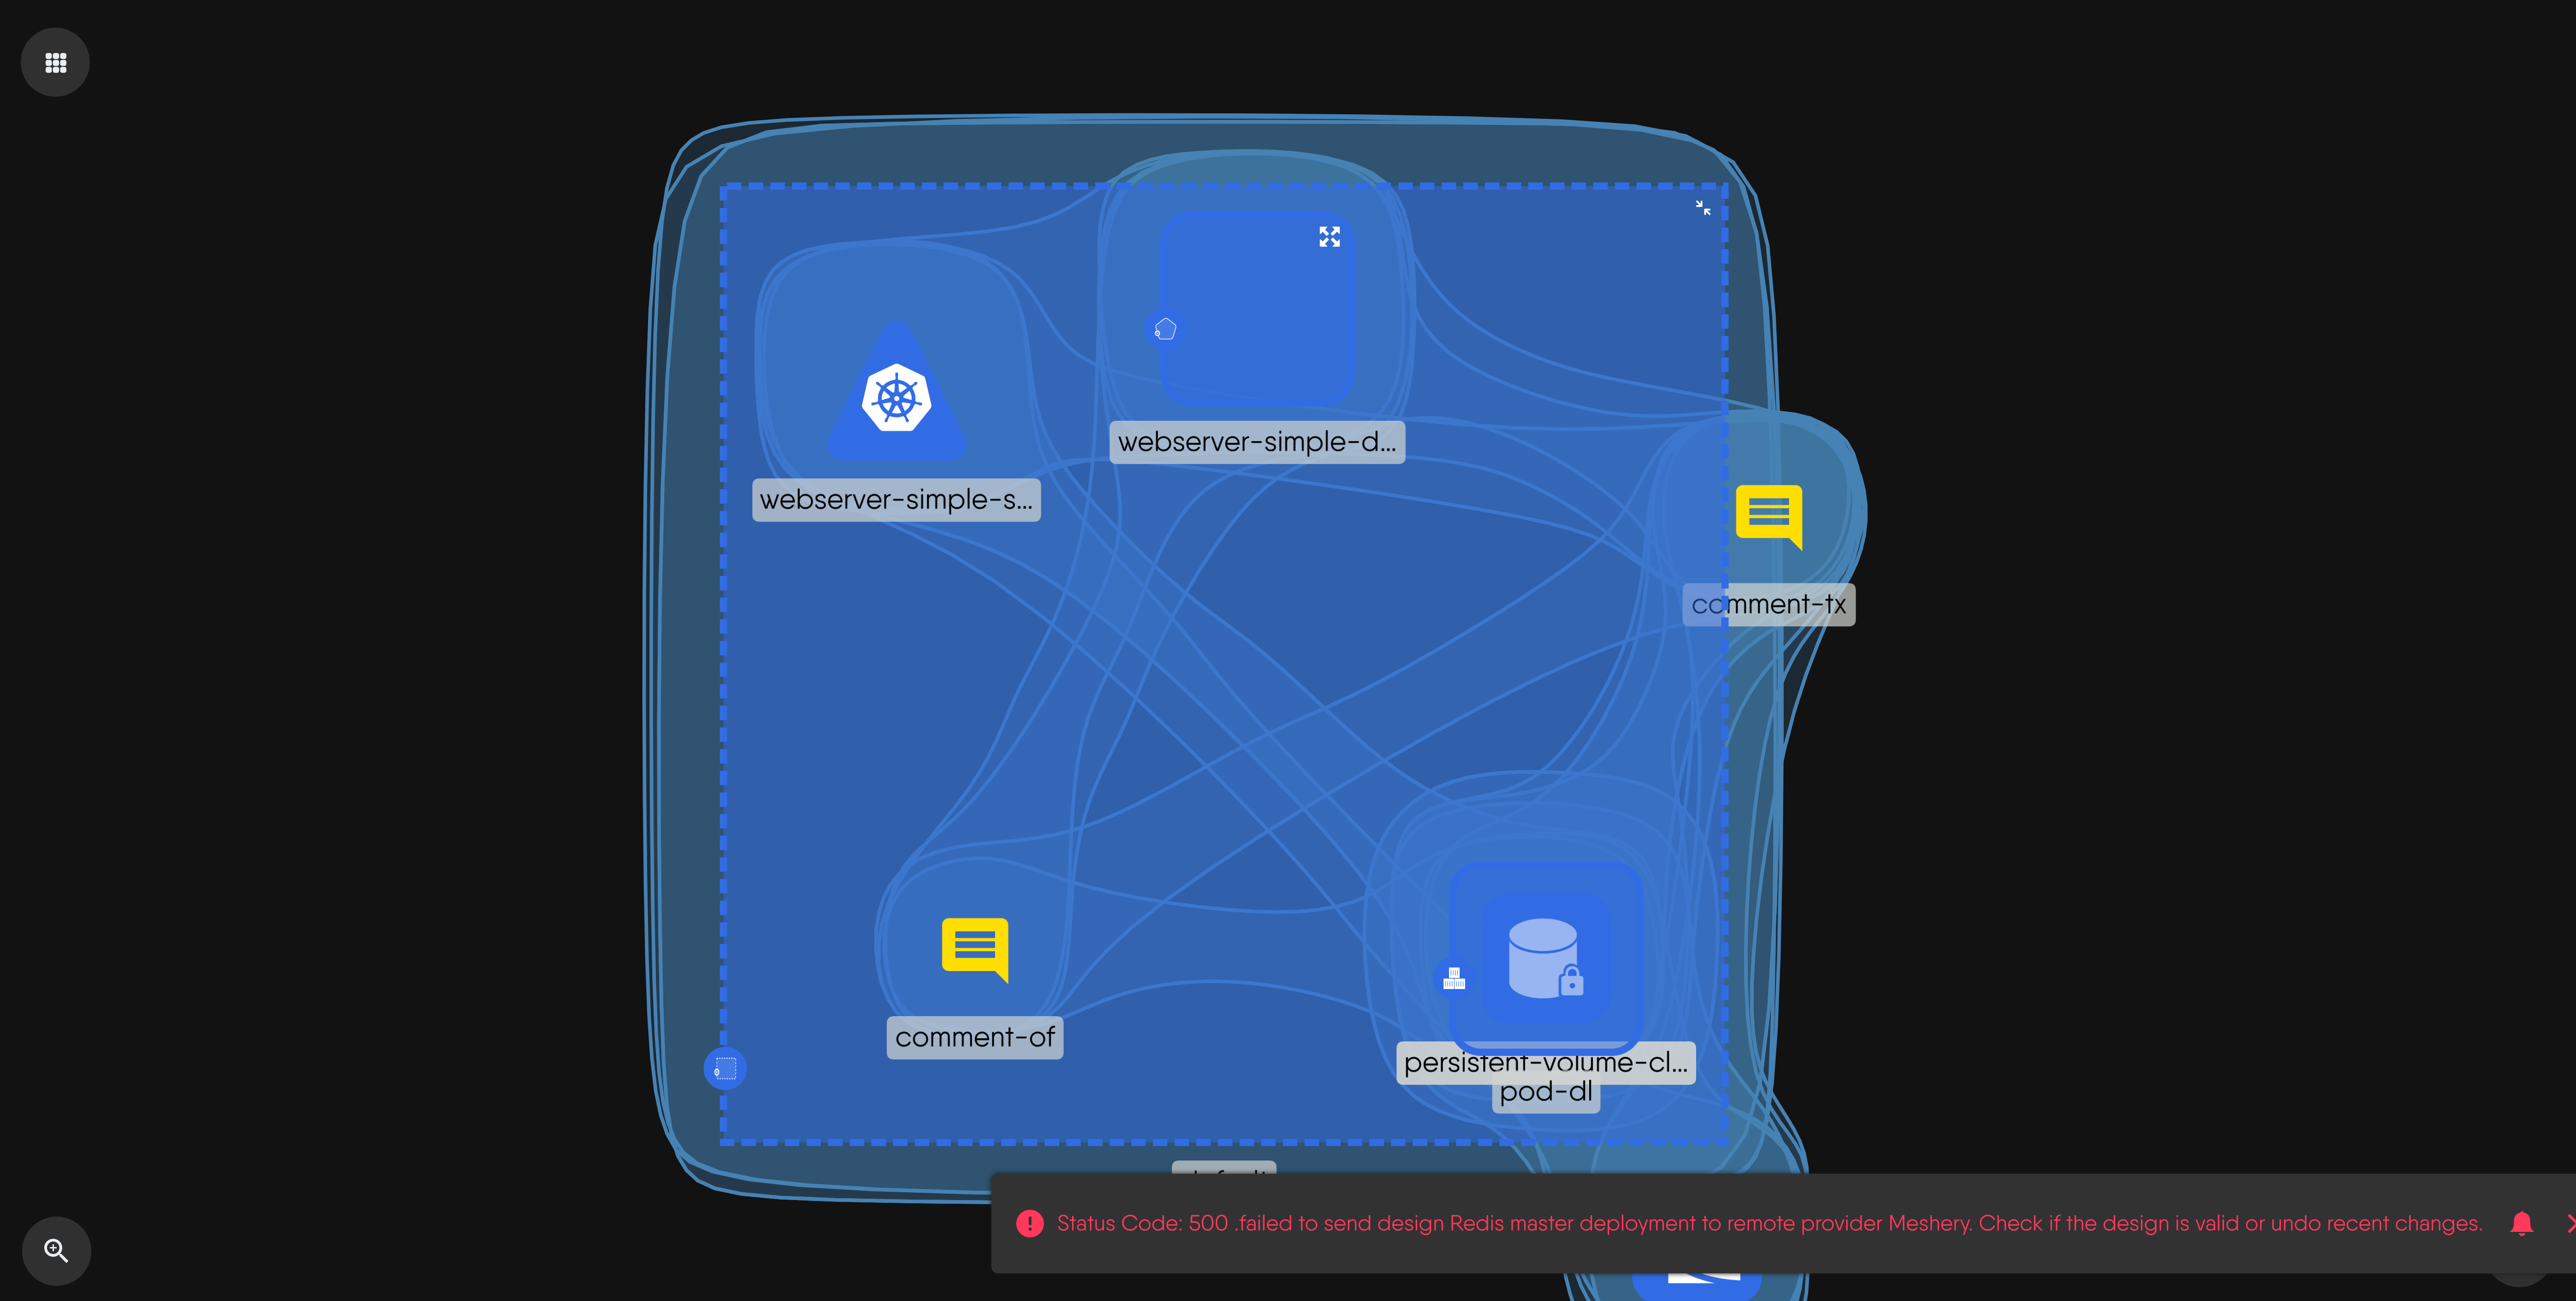 webserver-simple-d...
webserver-simple-s...
comment-tx
comment-of
persistent-volume-cl...
pod-dl
Status Code: 500 .failed to send design Redis master deployment to remote provider Meshery. Check if the design is valid or undo recent changes.